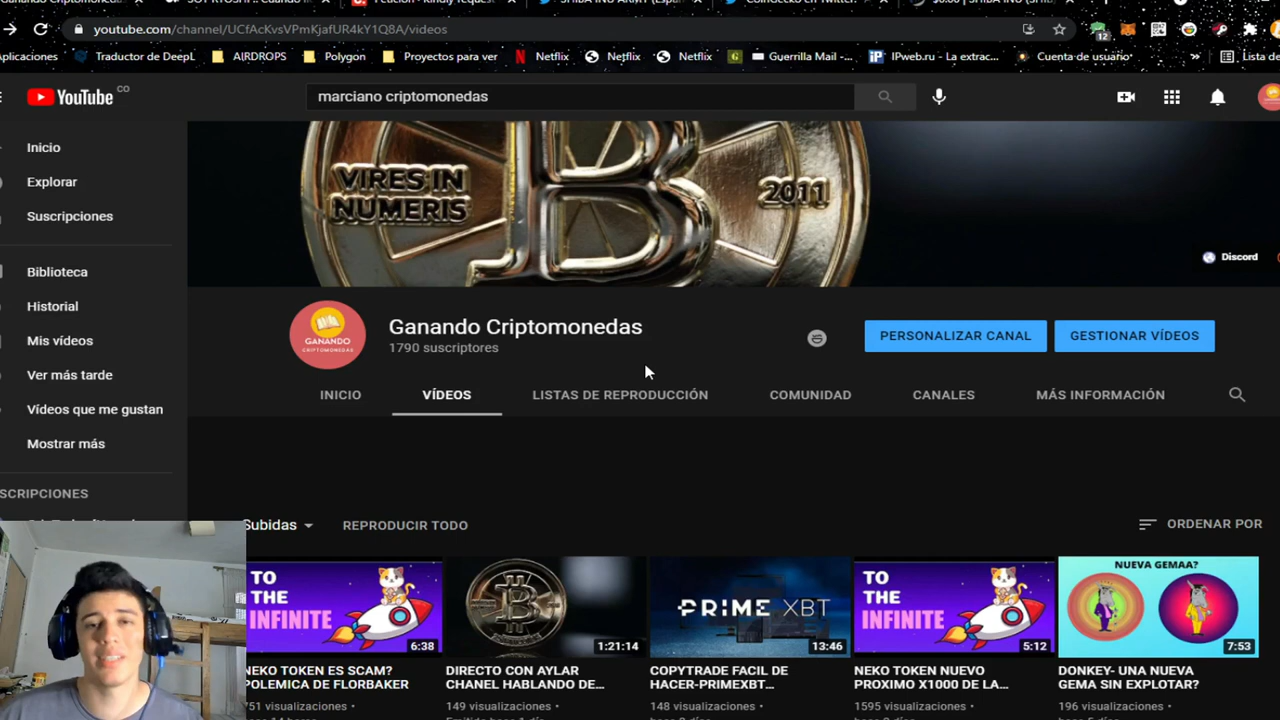 youtube.com/channel/UCfAcKvsVPmKjafUR4kY1Q8A/videos
12
Aplicaciones Traductor de DeepL AIRDROPS Polygon Proyectos para ver Netflix Netflix Netflix Guerrilla Mail -... IPweb.ru - La extrac... Cuenta de usuario » Lista de
YouTube CO
marciano criptomonedas
Inicio
Explorar
Suscripciones
Biblioteca
Historial
Mis vídeos
Ver más tarde
Vídeos que me gustan
Mostrar más
SCRIPCIONES
VIRES IN
NUMERIS
2011
Discord
GANANDO
CRIPTOMONEDAS
Ganando Criptomonedas
1790 suscriptores
PERSONALIZAR CANAL
GESTIONAR VÍDEOS
INICIO VÍDEOS LISTAS DE REPRODUCCIÓN COMUNIDAD CANALES MÁS INFORMACIÓN
Subidas REPRODUCIR TODO ORDENAR POR
TO
THE
INFINITE
6:38
1:21:14
PRIME XBT
13:46
TO
THE
INFINITE
5:12
NUEVA GEMAA?
7:53
NEKO TOKEN ES SCAM?
POLEMICA DE FLORBAKER
751 visualizaciones •
DIRECTO CON AYLAR
CHANEL HABLANDO DE...
149 visualizaciones •
COPYTRADE FACIL DE
HACER-PRIMEXBT...
148 visualizaciones •
NEKO TOKEN NUEVO
PROXIMO X1000 DE LA...
1595 visualizaciones •
DONKEY- UNA NUEVA
GEMA SIN EXPLOTAR?
196 visualizaciones •